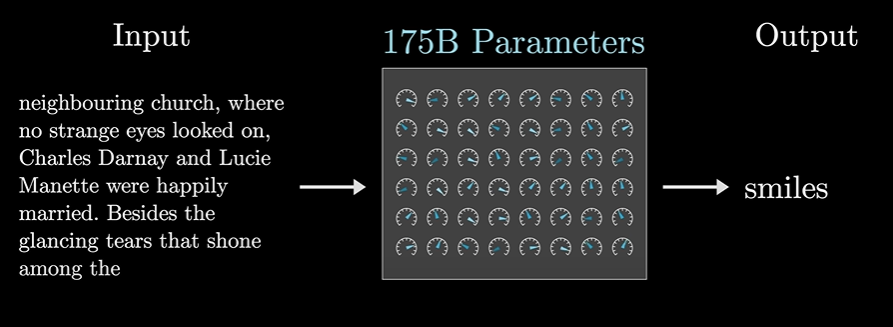 Input
175B Parameters
Output
neighbouring church, where
no strange eyes looked on,
Charles Darnay and Lucie
Manette were happily
married. Besides the
glancing tears that shone
among the
smiles